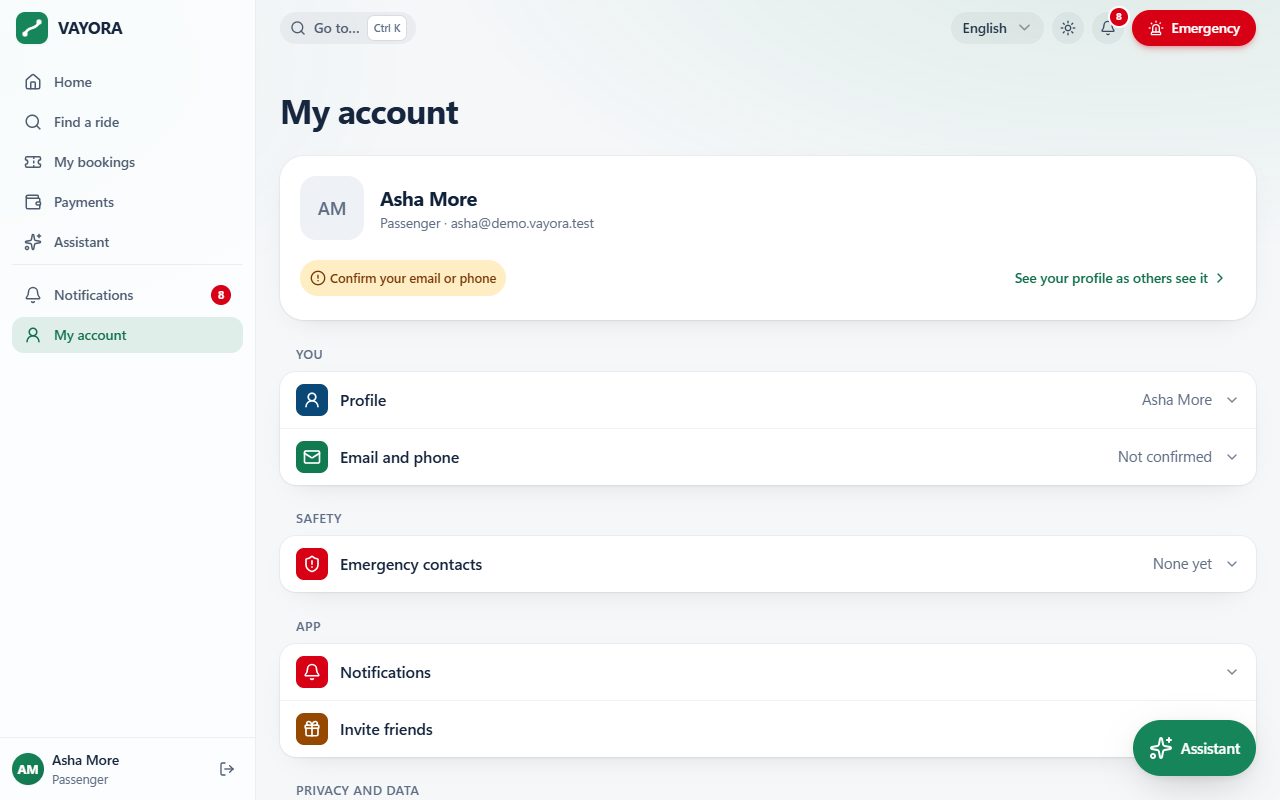 VAYORA
Go to...
Ctrl K
English
8
Emergency
Home
Find a ride
My bookings
Payments
Assistant
Notifications
8
My account
My account
AM
Asha More
Passenger · asha@demo.vayora.test
Confirm your email or phone
See your profile as others see it
YOU
Profile
Asha More
Email and phone
Not confirmed
SAFETY
Emergency contacts
None yet
APP
Notifications
Invite friends
Assistant
PRIVACY AND DATA
AM
Asha More
Passenger